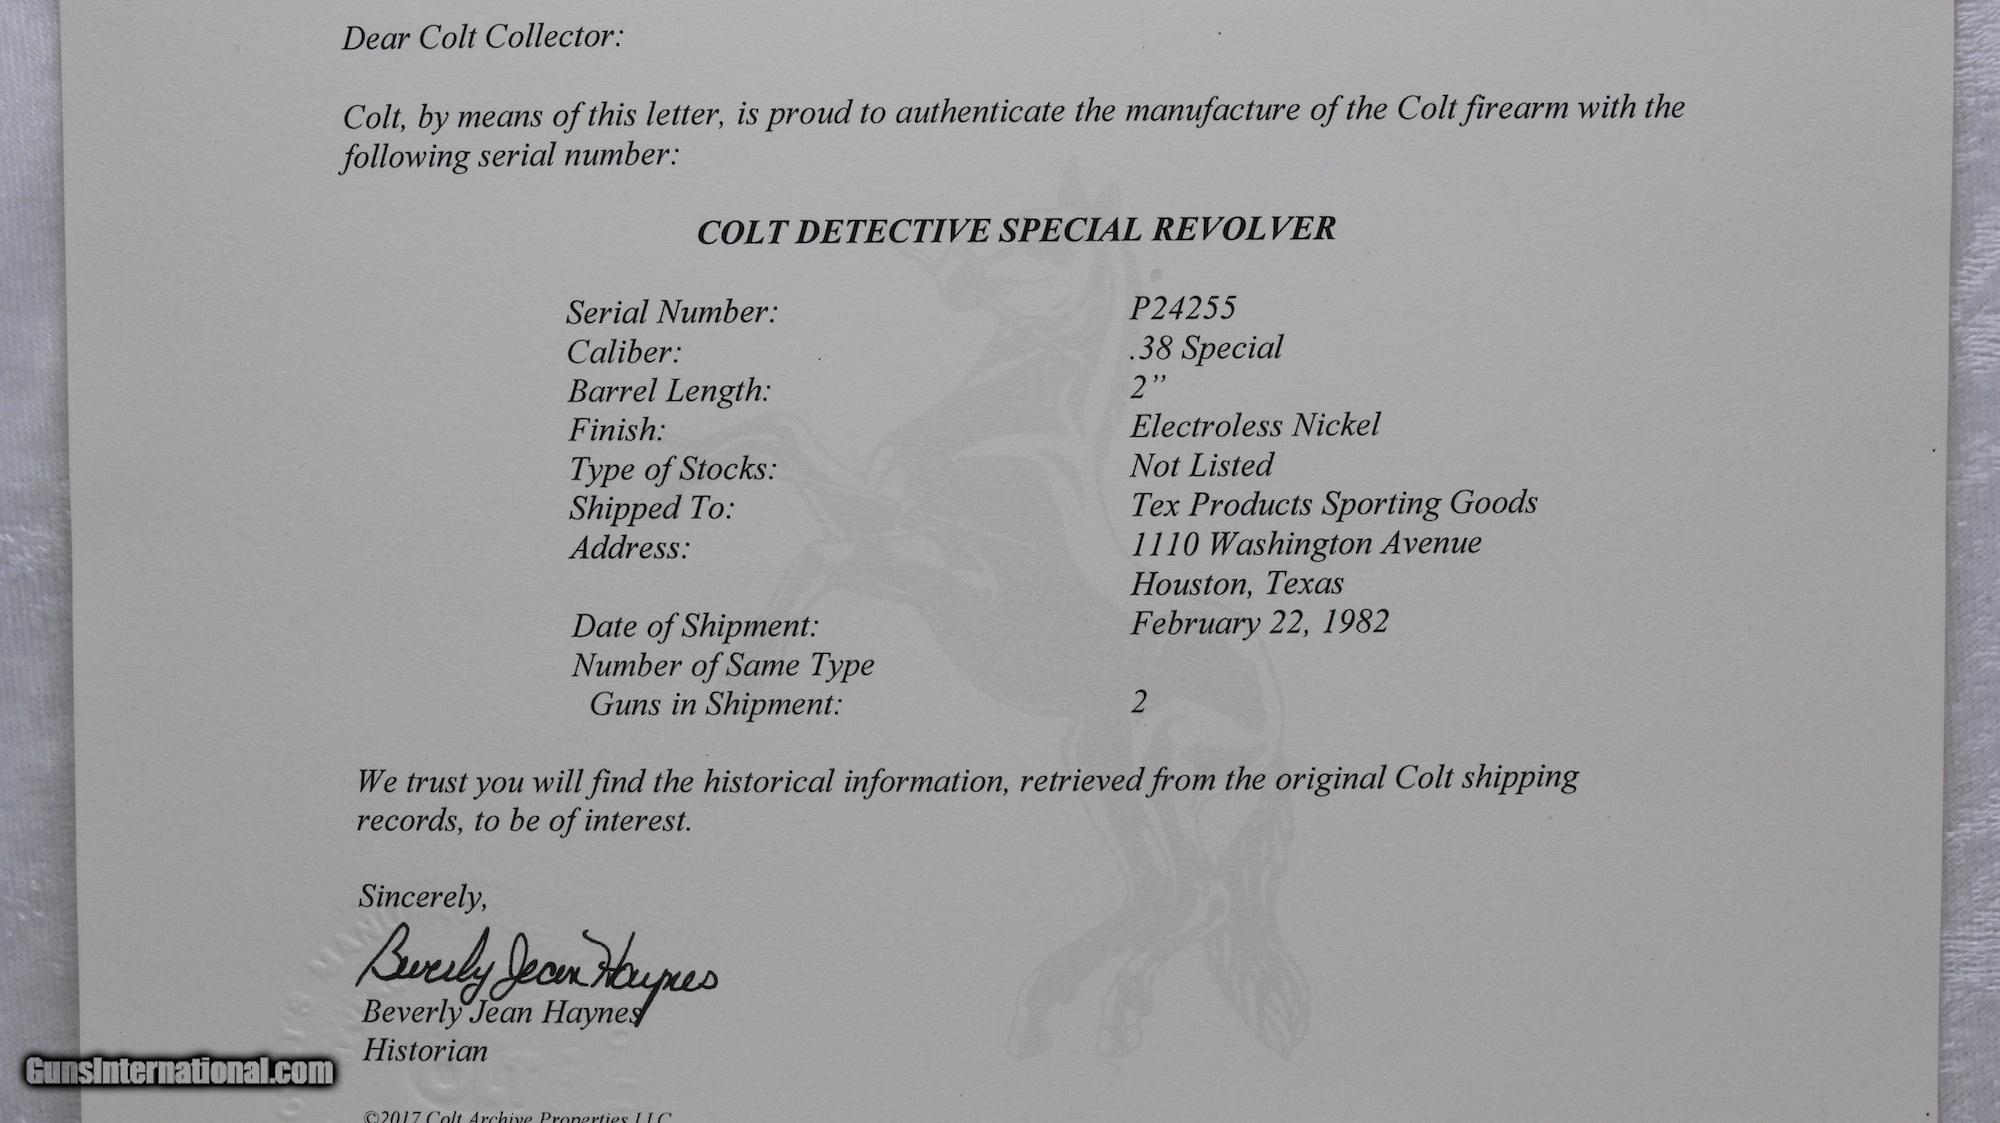 Dear Colt Collector:
Colt, by means of this letter, is proud to authenticate the manufacture of the Colt firearm with the
following serial number:
COLT DETECTIVE SPECIAL REVOLVER
Serial Number: P24255
Caliber: .38 Special
Barrel Length: 2”
Finish: Electroless Nickel
Type of Stocks: Not Listed
Shipped To: Tex Products Sporting Goods
Address: 1110 Washington Avenue
Houston, Texas
Date of Shipment: February 22, 1982
Number of Same Type
Guns in Shipment: 2
We trust you will find the historical information, retrieved from the original Colt shipping
records, to be of interest.
Sincerely,
Beverly Jean Haynes
Beverly Jean Haynes
Historian
©2017 Colt Archive Properties LLC
GunsInternational.com